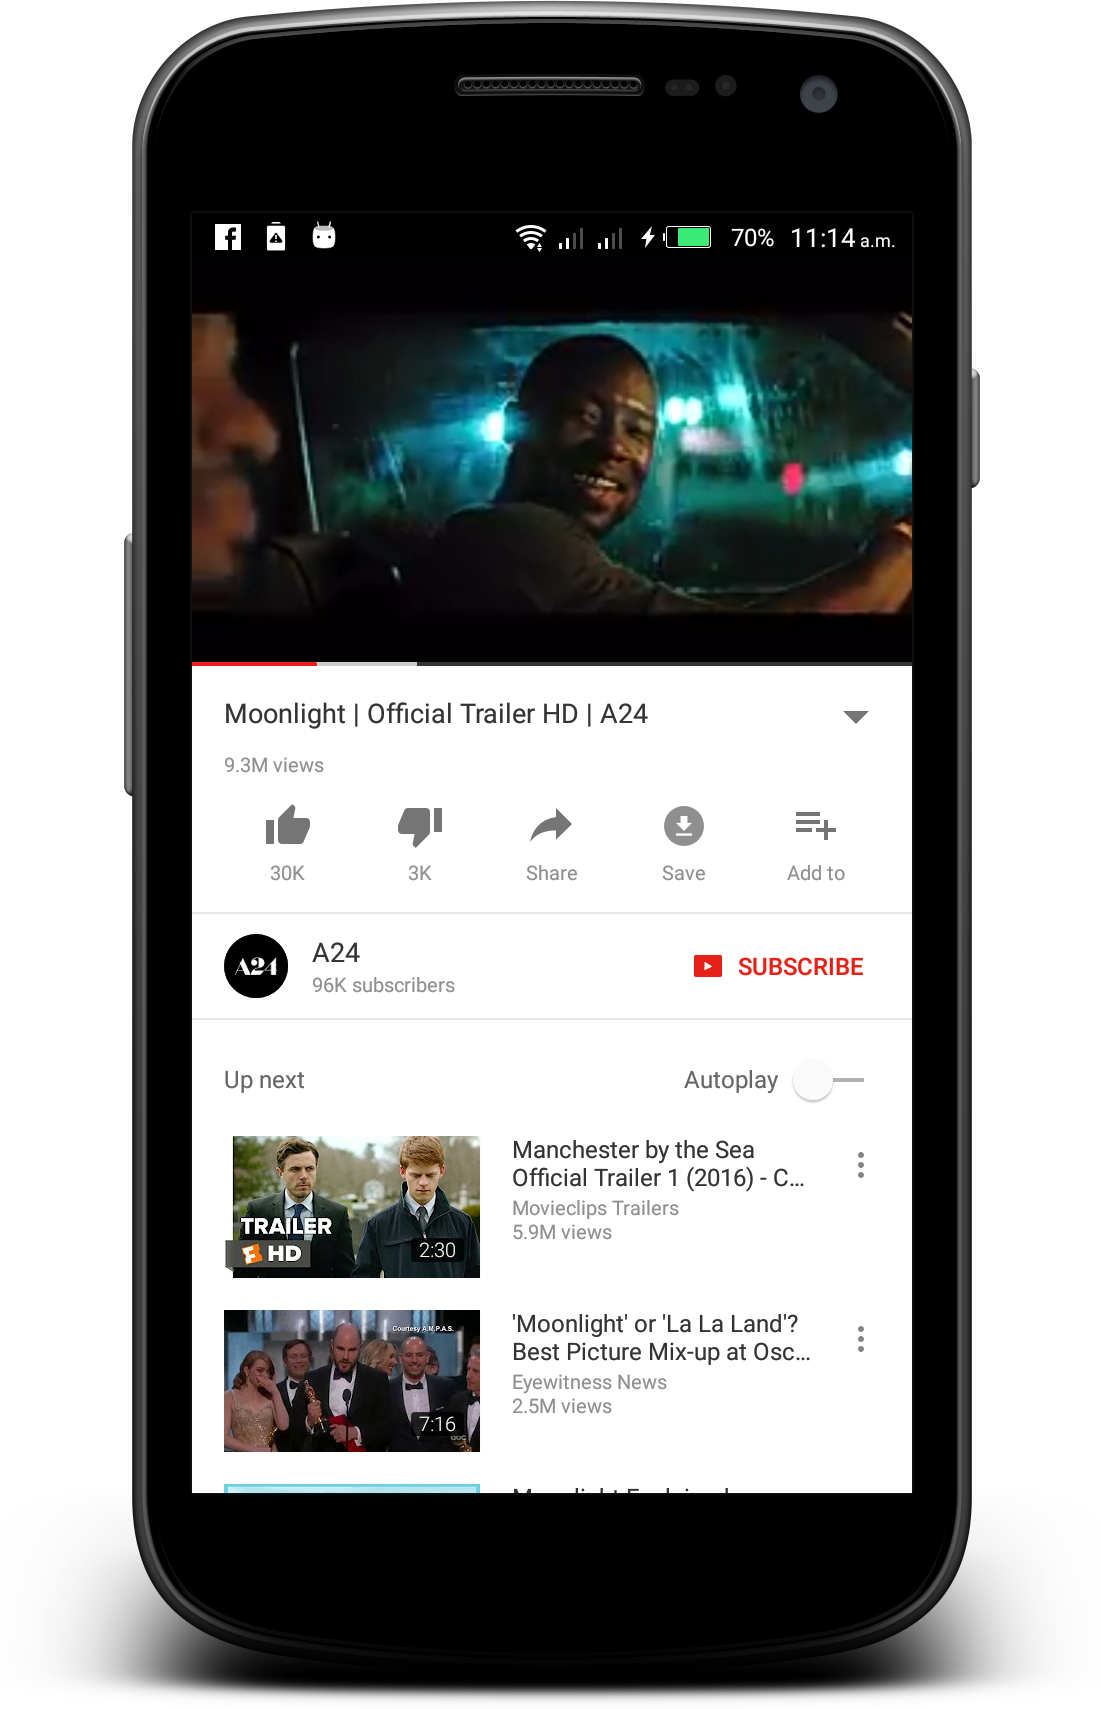 70% 11:14 a.m.
Moonlight | Official Trailer HD | A24
9.3M views
30K 3K Share Save Add to
A24
A24
96K subscribers
SUBSCRIBE
Up next Autoplay
TRAILER
HD
2:30
Manchester by the Sea
Official Trailer 1 (2016) - C...
Movieclips Trailers
5.9M views
Courtesy A.M.P.A.S.
7:16
abc
'Moonlight' or 'La La Land'?
Best Picture Mix-up at Osc...
Eyewitness News
2.5M views
Moonlight Explained